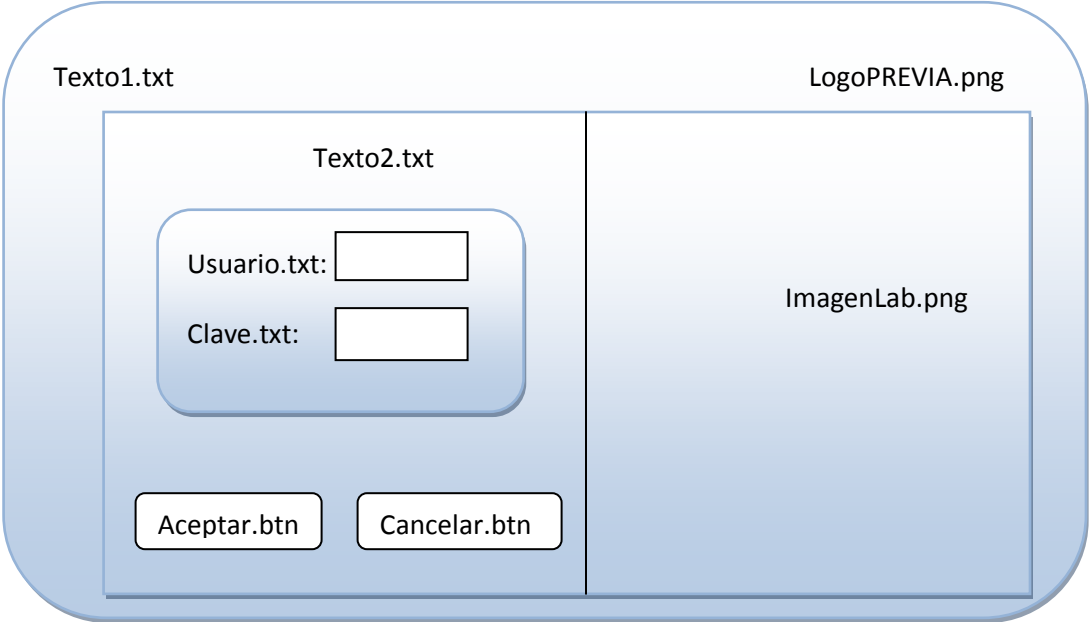 Texto1.txt
LogoPREVIA.png
Texto2.txt
Usuario.txt:
Clave.txt:
ImagenLab.png
Aceptar.btn
Cancelar.btn